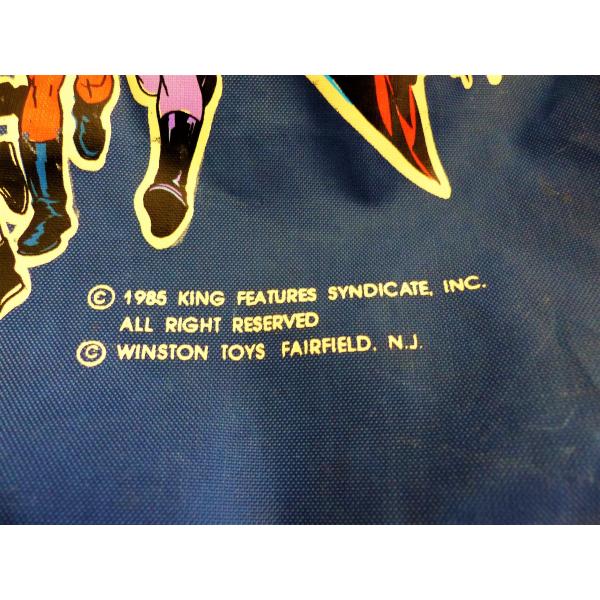 © 1985 KING FEATURES SYNDICATE, INC.
ALL RIGHT RESERVED
© WINSTON TOYS FAIRFIELD, N.J.